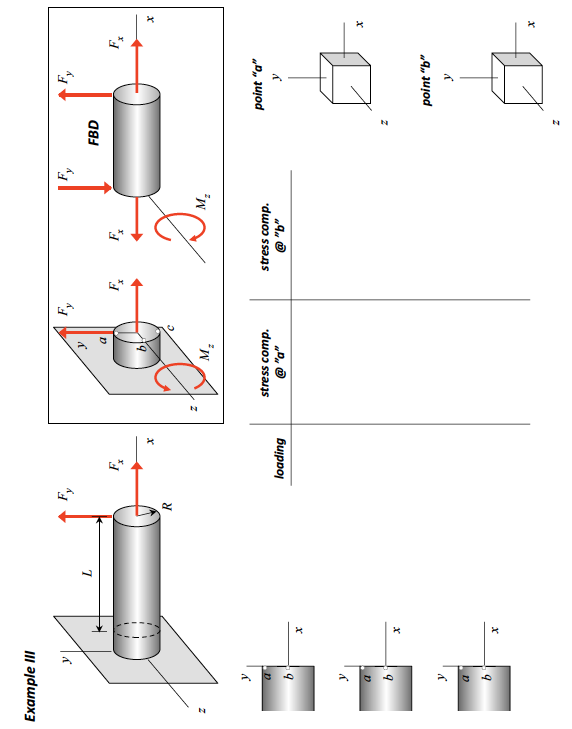 Example III
y
L
F_y
F_x
x
R
z
y
F_y
F_x
a
b
c
M_z
z
FBD
F_y
F_y
F_x
F_x
x
M_z
loading
stress comp.
@ "a"
stress comp.
@ "b"
y
a
b
x
y
a
b
x
y
a
b
x
point "a"
y
x
z
point "b"
y
x
z